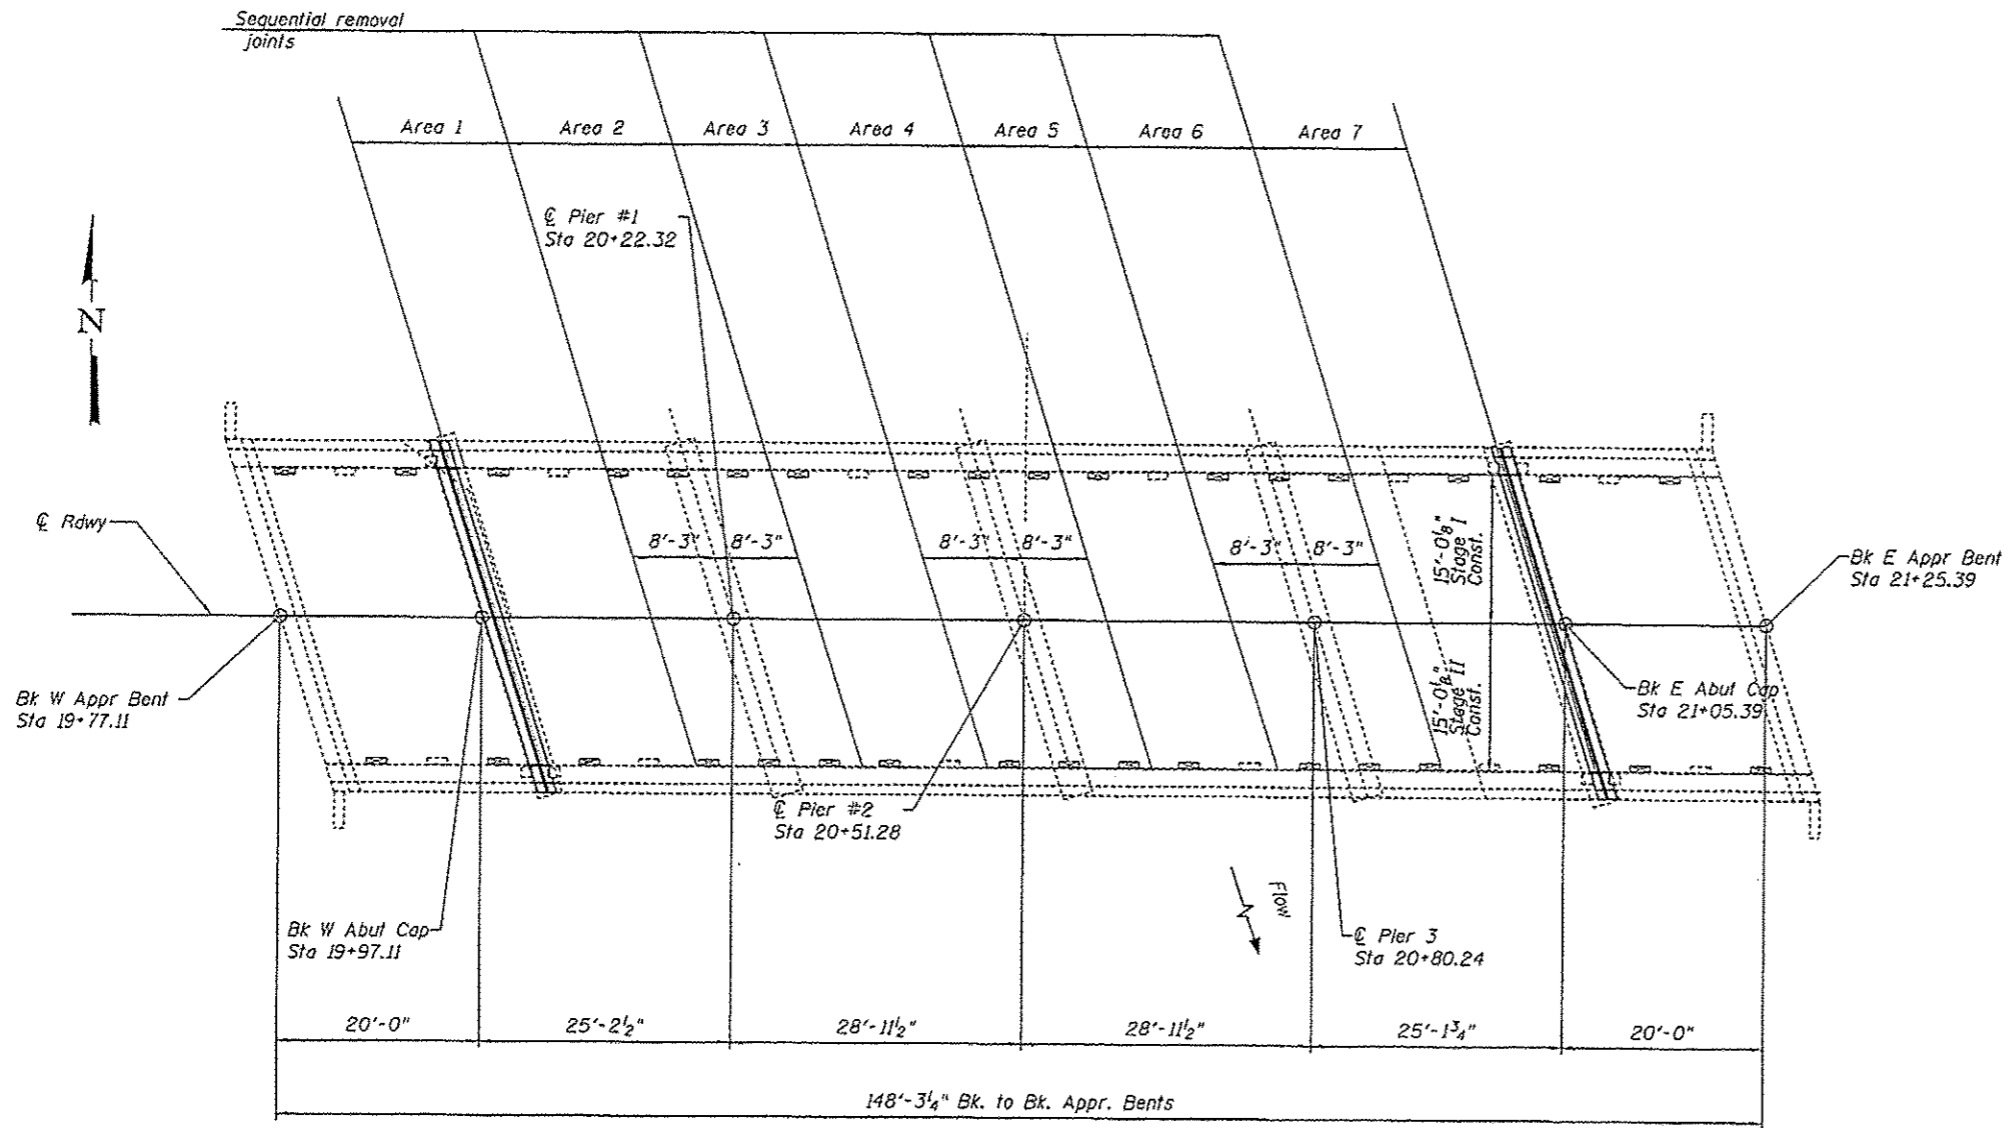 Sequential removal
joints
Area 1
Area 2
Area 3
Area 4
Area 5
Area 6
Area 7
℄ Pier #1
Sta 20+22.32
N
℄ Rdwy
8'-3"
8'-3"
8'-3"
8'-3"
8'-3"
8'-3"
15'-0⅛"
Stage I
Const.
Bk E Appr Bent
Sta 21+25.39
Bk W Appr Bent
Sta 19+77.11
15'-0⅛"
Stage II
Const.
Bk E Abut Cap
Sta 21+05.39
℄ Pier #2
Sta 20+51.28
Flow
Bk W Abut Cap
Sta 19+97.11
℄ Pier 3
Sta 20+80.24
20'-0"
25'-2½"
28'-11½"
28'-11½"
25'-1¾"
20'-0"
148'-3¼" Bk. to Bk. Appr. Bents